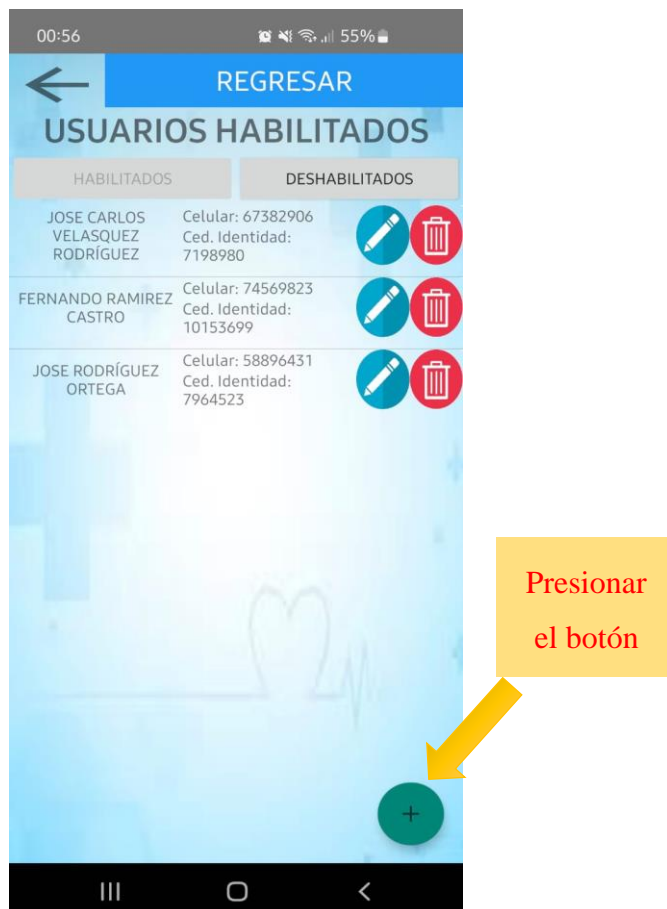 00:56
55%
REGRESAR
USUARIOS HABILITADOS
HABILITADOS
DESHABILITADOS
JOSE CARLOS
VELASQUEZ
RODRÍGUEZ
Celular: 67382906
Ced. Identidad:
7198980
FERNANDO RAMIREZ
CASTRO
Celular: 74569823
Ced. Identidad:
10153699
JOSE RODRÍGUEZ
ORTEGA
Celular: 58896431
Ced. Identidad:
7964523
Presionar
el botón
+